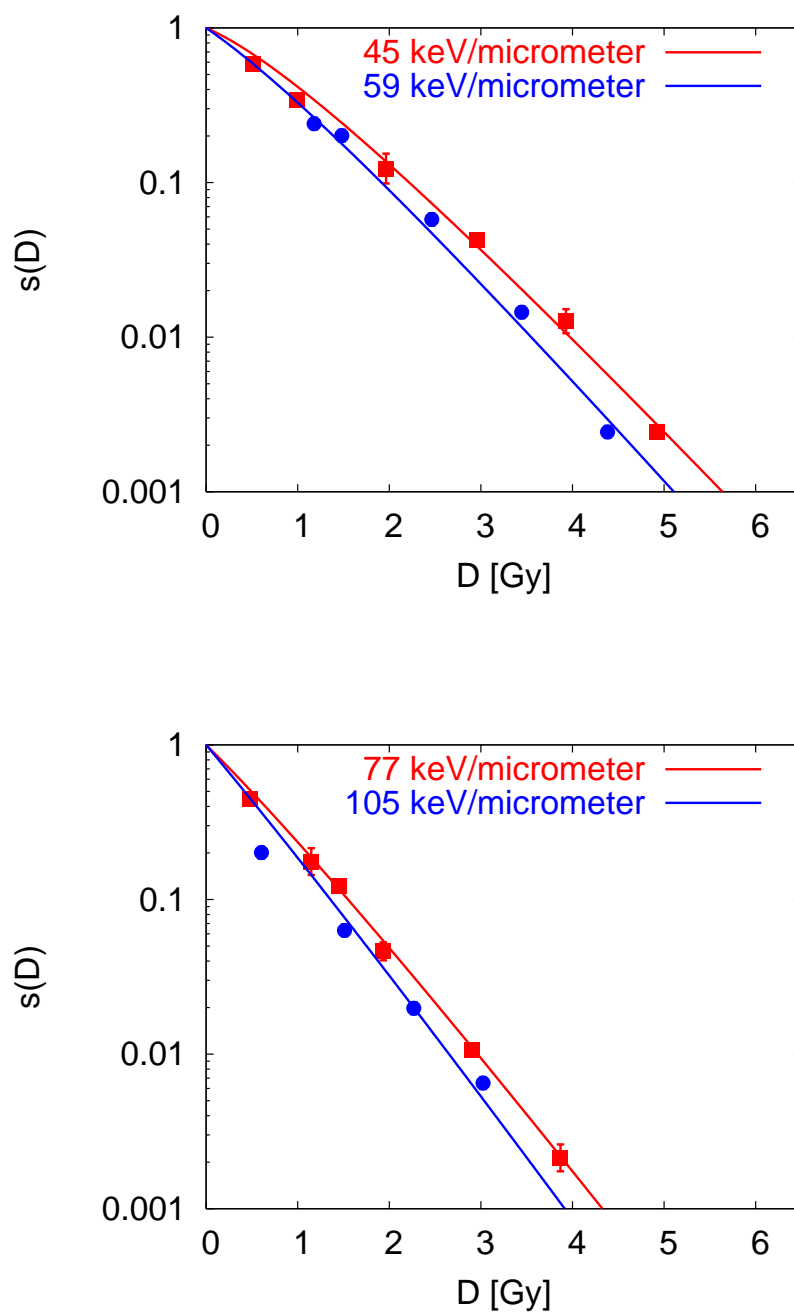 1
0.1
0.01
0.001
s(D)
45 keV/micrometer
59 keV/micrometer
0 1 2 3 4 5 6
D [Gy]
1
0.1
0.01
0.001
s(D)
77 keV/micrometer
105 keV/micrometer
0 1 2 3 4 5 6
D [Gy]